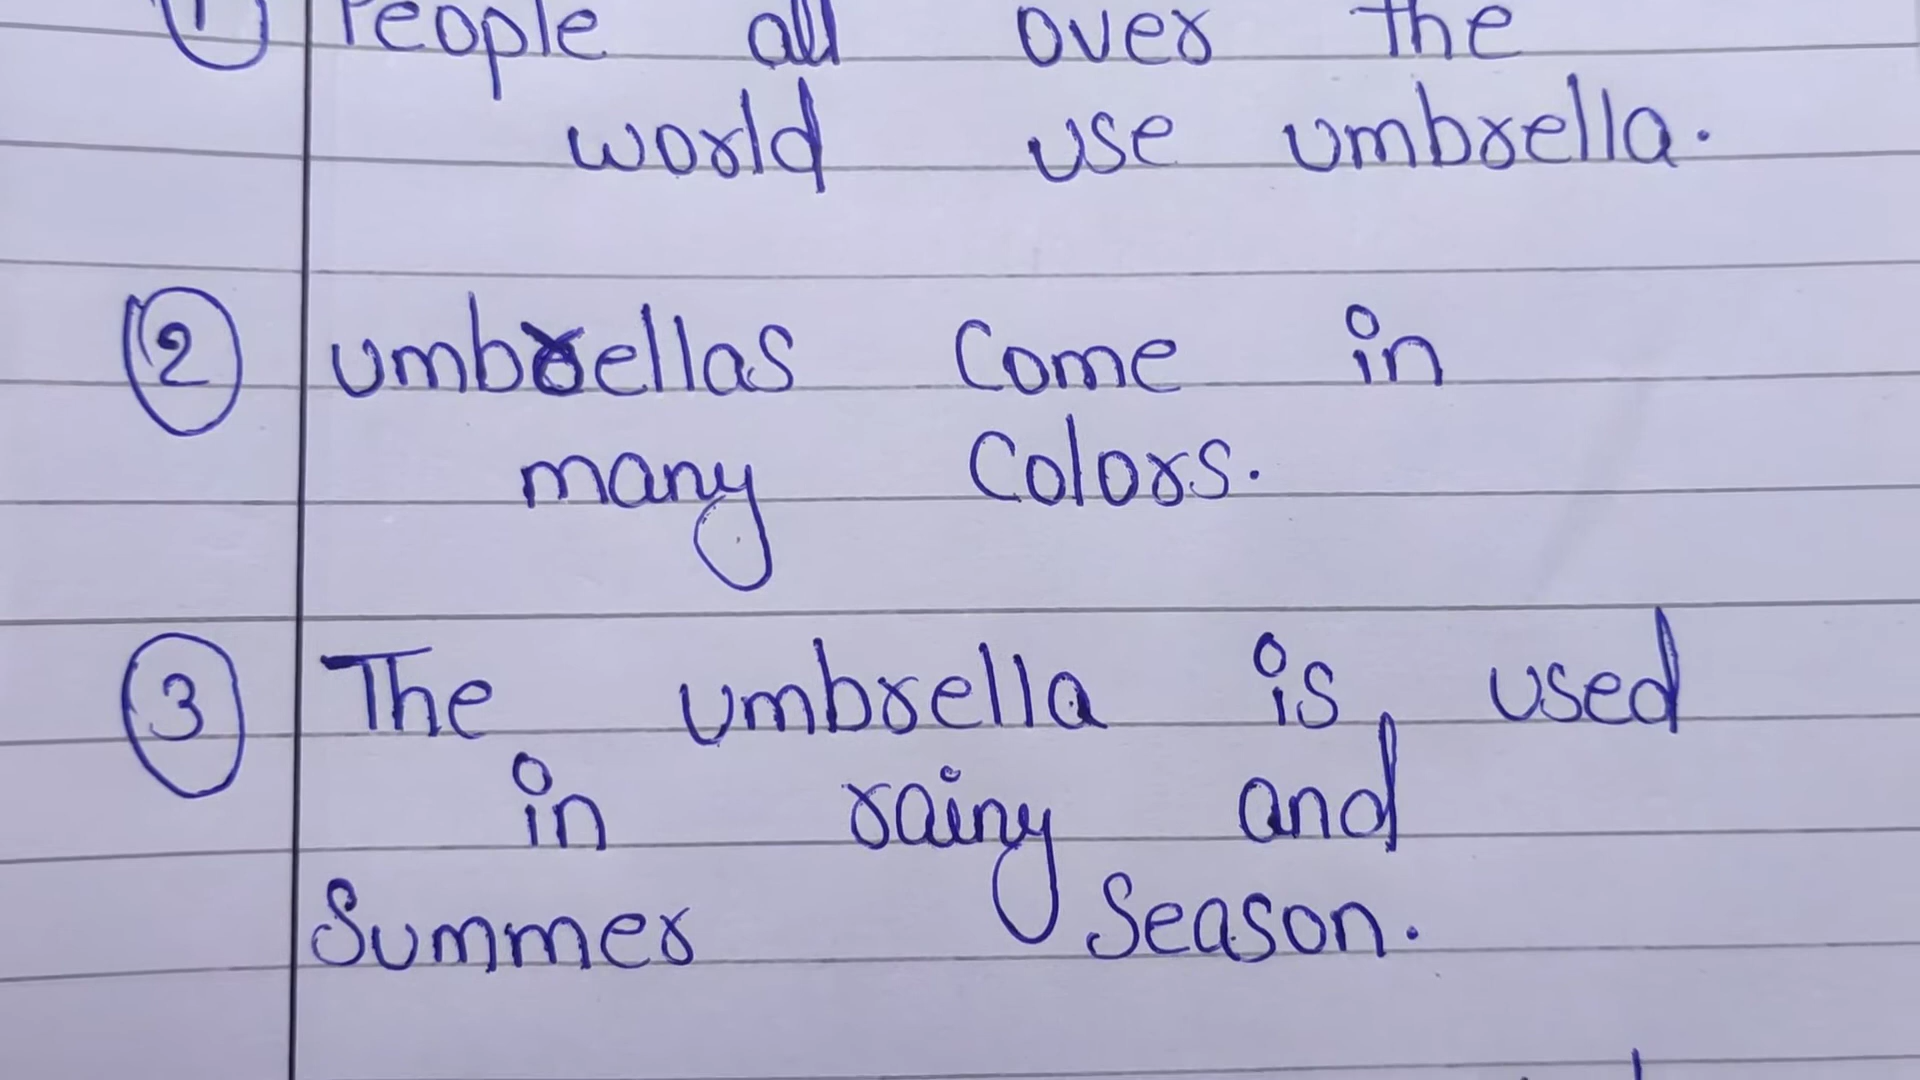 ① People all over the
world use umbrella.
② umbrellas Come in
many Colors.
③ The umbrella is used
in rainy and
Summer Season.